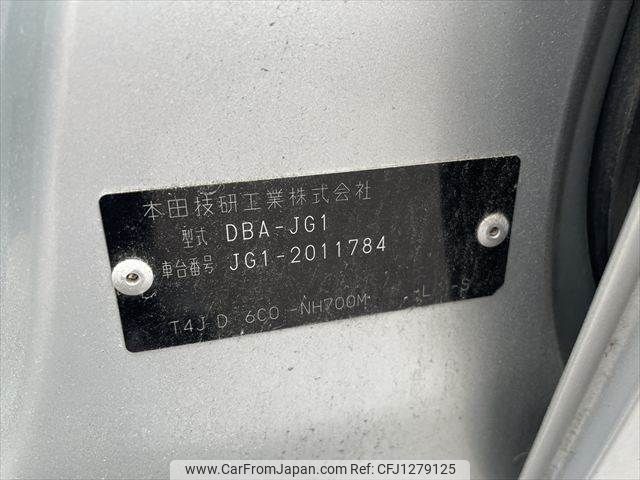 本田技研工業株式会社
型式 DBA-JG1
車台番号 JG1-2011784
T4J D 6C0 -NH700M- -L -S
www.CarFromJapan.com | REF No: CFJ1279125